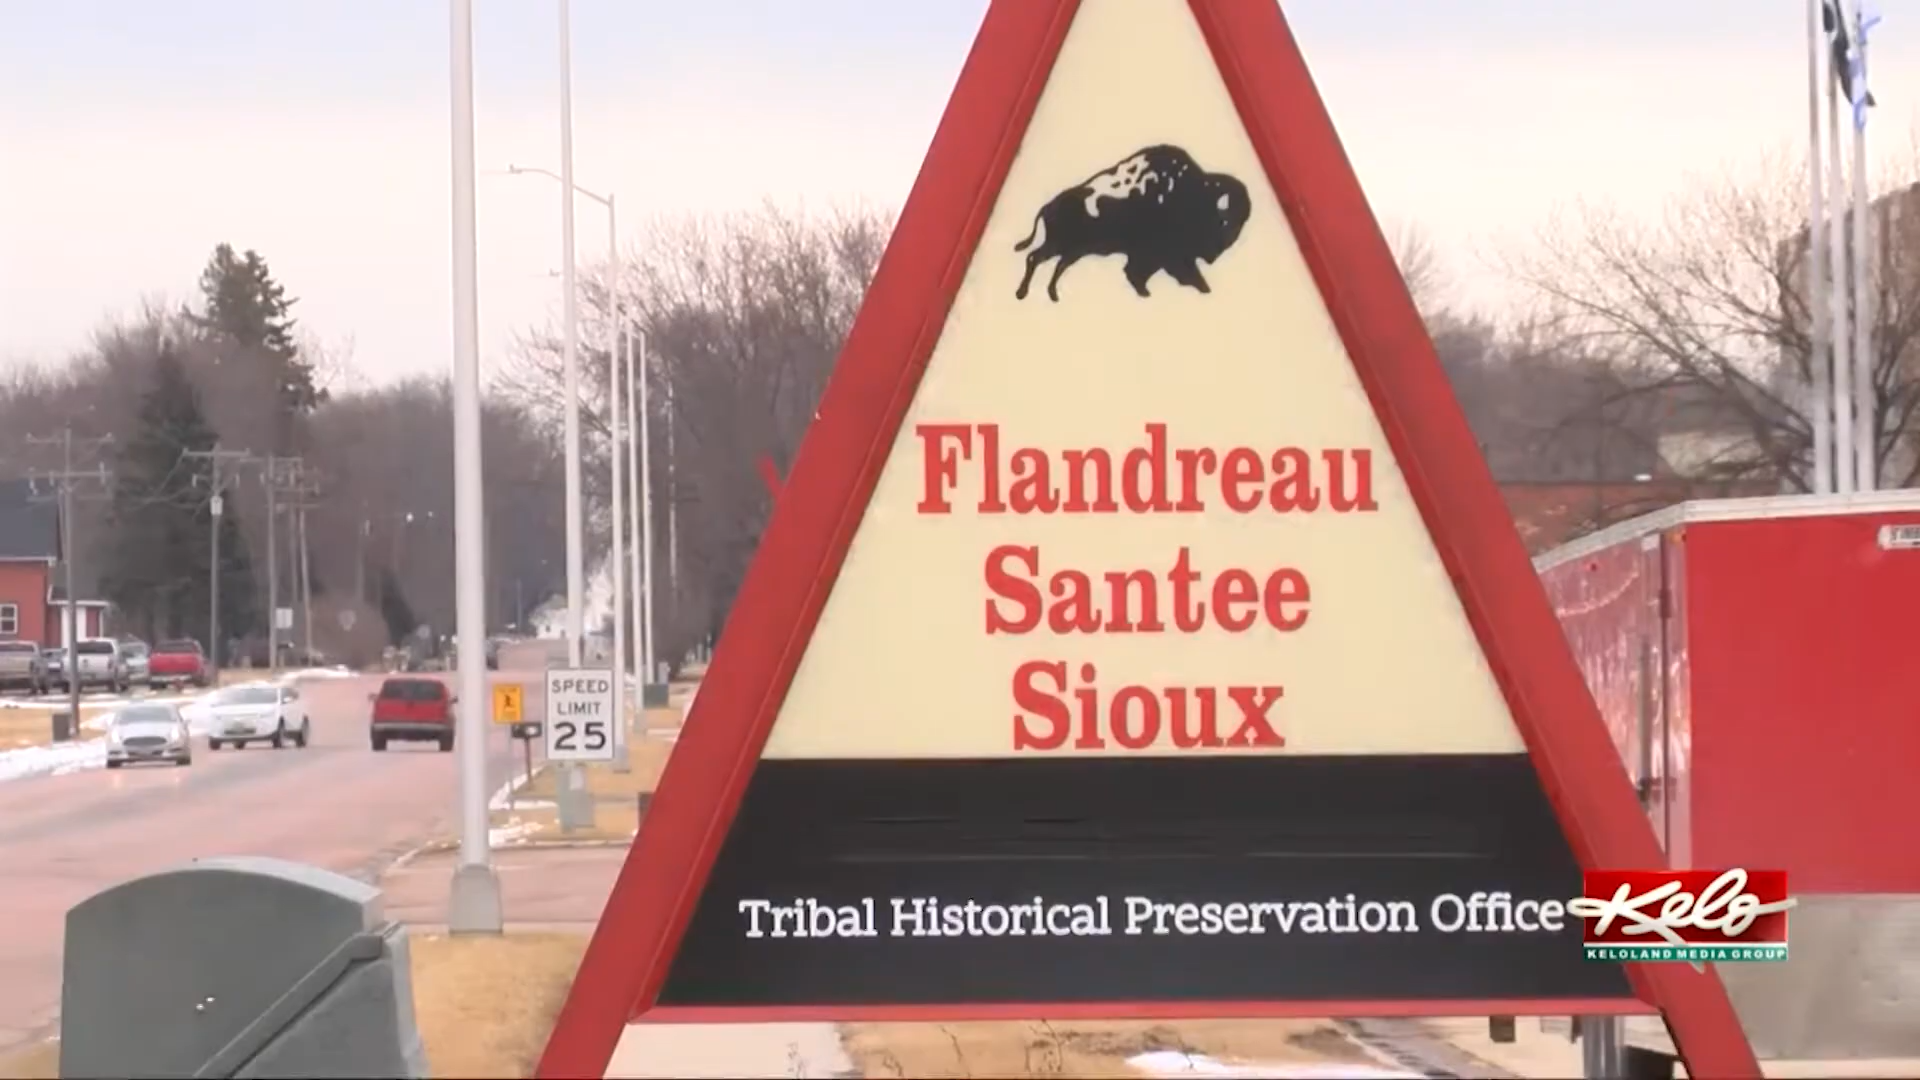 Flandreau
Santee
Sioux
Tribal Historical Preservation Office
SPEED
LIMIT
25
Kelo
KELOLAND MEDIA GROUP